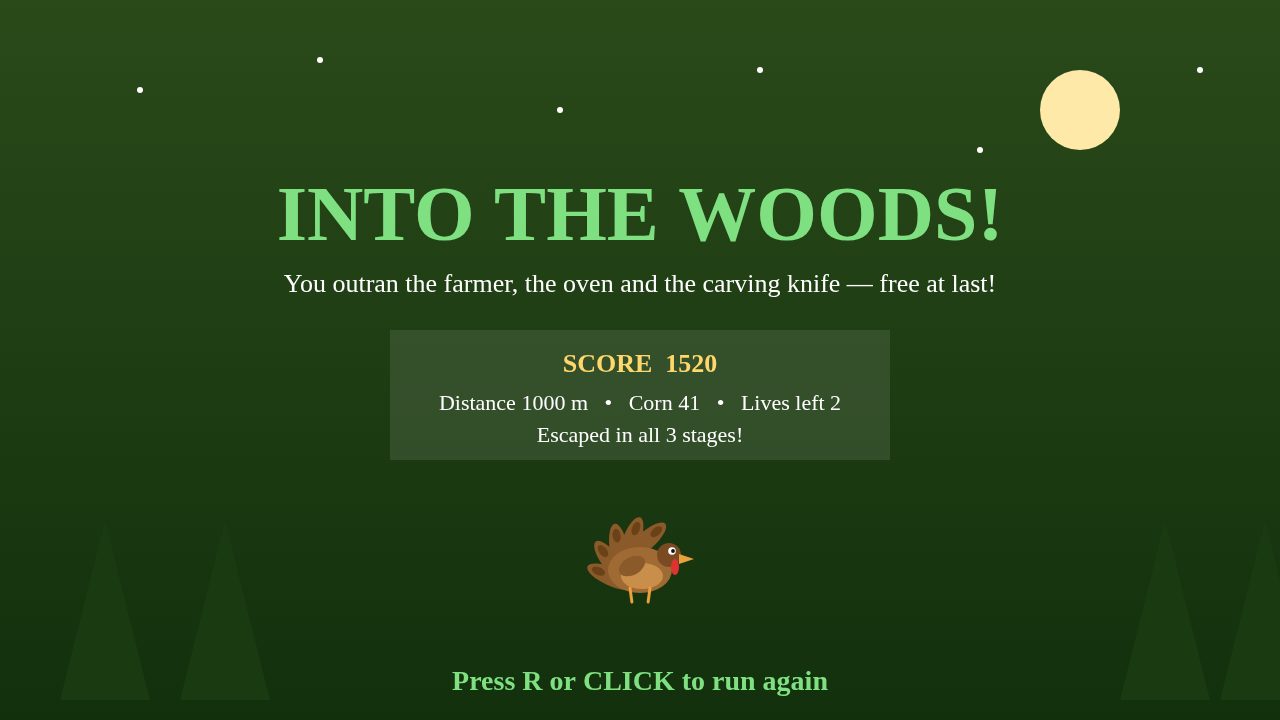 INTO THE WOODS!
You outran the farmer, the oven and the carving knife — free at last!
SCORE 1520
Distance 1000 m • Corn 41 • Lives left 2
Escaped in all 3 stages!
Press R or CLICK to run again